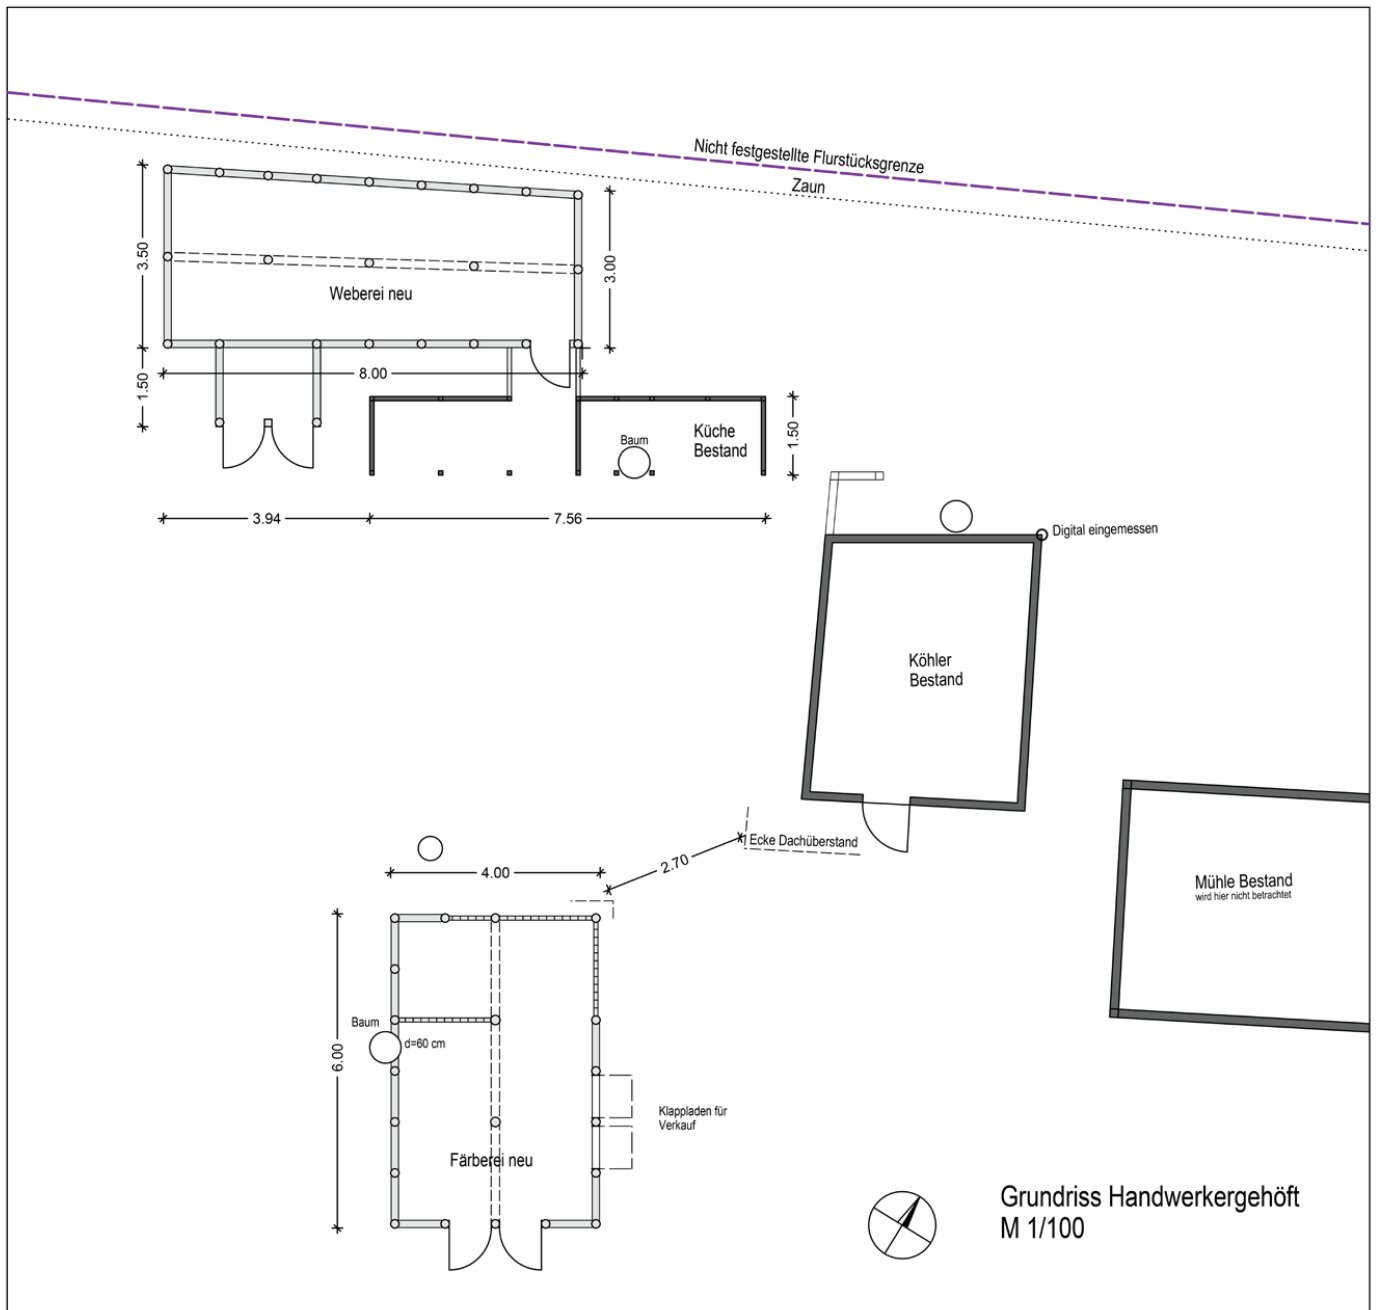 Nicht festgestellte Flurstücksgrenze
Zaun
3.50
3.00
Weberei neu
8.00
1.50
Küche
Bestand
Baum
1.50
3.94
7.56
Digital eingemessen
Köhler
Bestand
Ecke Dachüberstand
2.70
4.00
Mühle Bestand
wird hier nicht betrachtet
Baum
d=60 cm
6.00
Klappladen für
Verkauf
Färberei neu
Grundriss Handwerkergehöft
M 1/100